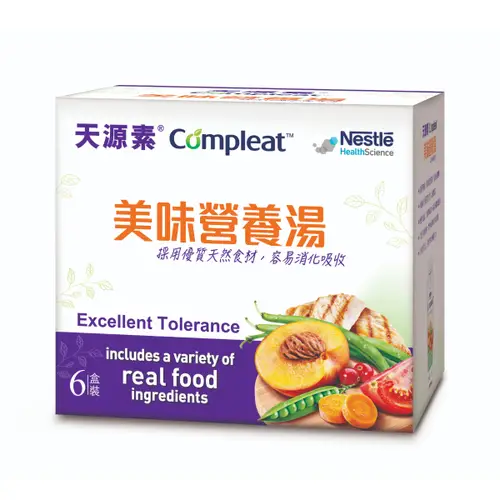 天源素® Compleat™
Nestlé
HealthScience
美味營養湯
採用優質天然食材，容易消化吸收
Excellent Tolerance
includes a variety of
real food
ingredients
6盒裝